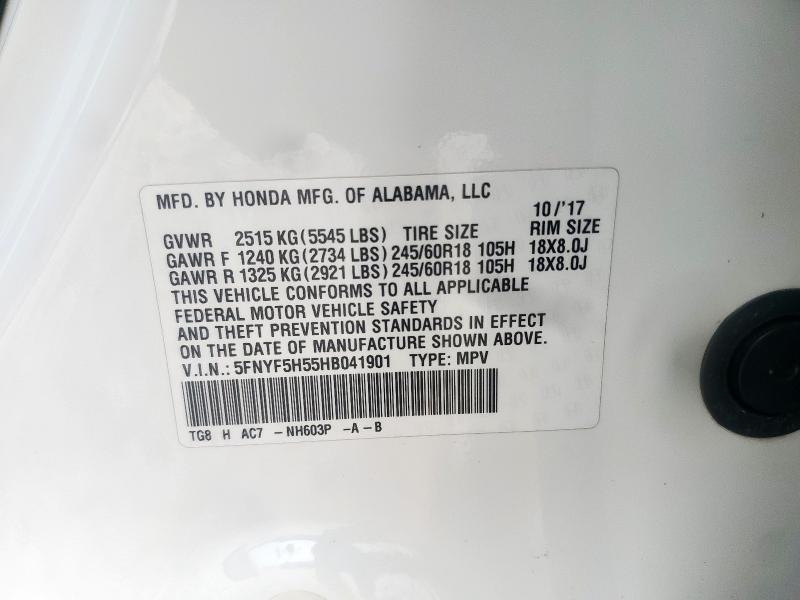 MFD. BY HONDA MFG. OF ALABAMA, LLC
10/'17
GVWR 2515 KG (5545 LBS) TIRE SIZE RIM SIZE
GAWR F 1240 KG (2734 LBS) 245/60R18 105H 18X8.0J
GAWR R 1325 KG (2921 LBS) 245/60R18 105H 18X8.0J
THIS VEHICLE CONFORMS TO ALL APPLICABLE
FEDERAL MOTOR VEHICLE SAFETY
AND THEFT PREVENTION STANDARDS IN EFFECT
ON THE DATE OF MANUFACTURE SHOWN ABOVE.
V.I.N.: 5FNYF5H55HB041901 TYPE: MPV
TG8 H AC7 -NH603P -A-B